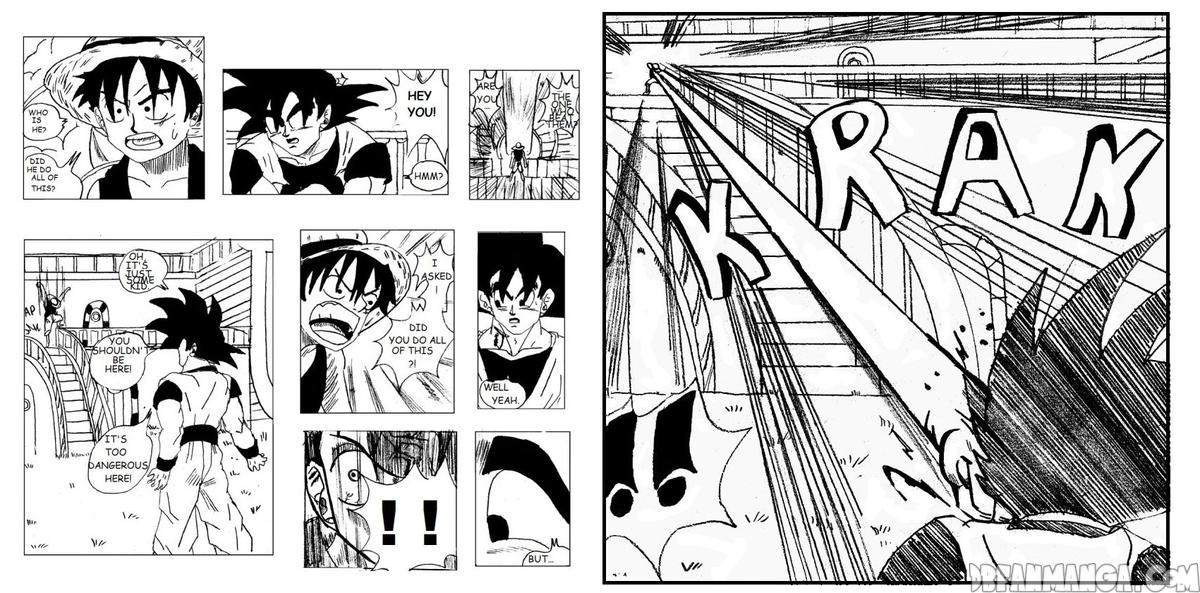 WHO
IS
HE?
DID
HE DO
ALL OF
THIS?
HEY
YOU!
HMM?
ARE
YOU
THE
ONE
WHO
BEAT
THEM?
OH,
IT'S
JUST
SOME
KID
YOU
SHOULDN'T
BE
HERE!
IT'S
TOO
DANGEROUS
HERE!
I
ASKED
!
DID
YOU DO ALL
OF THIS
?!
WELL
YEAH.
!!
BUT...
KRAK
!!
DBFANMANGA.COM